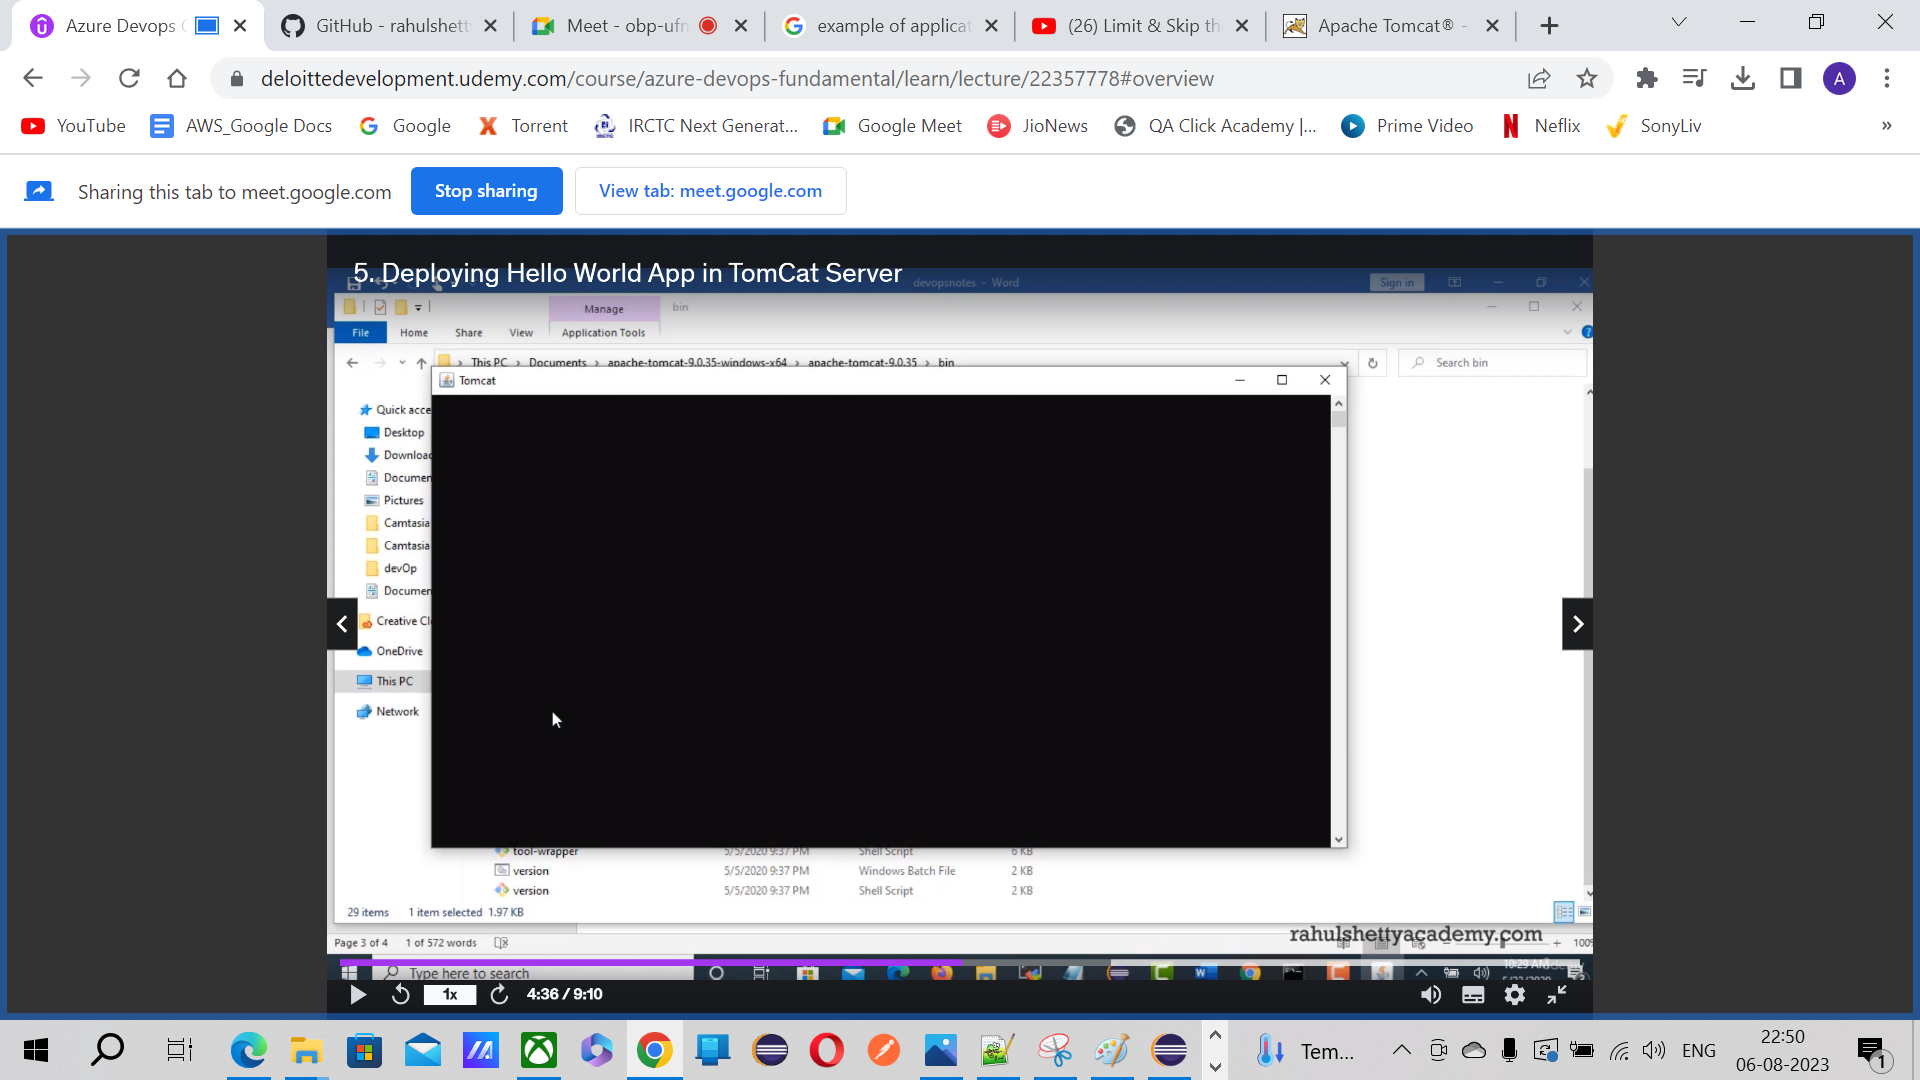 Azure Devops
GitHub - rahulshett
Meet - obp-ufn
example of applicat
(26) Limit & Skip th
Apache Tomcat® -
deloittedevelopment.udemy.com/course/azure-devops-fundamental/learn/lecture/22357778#overview
A
YouTube
AWS_Google Docs
Google
Torrent
IRCTC Next Generat...
Google Meet
JioNews
QA Click Academy |...
Prime Video
Neflix
SonyLiv
»
Sharing this tab to meet.google.com
Stop sharing
View tab: meet.google.com
5. Deploying Hello World App in TomCat Server
devopsnotes - Word
Sign in
Manage
bin
File
Home
Share
View
Application Tools
This PC > Documents > apache-tomcat-9.0.35-windows-x64 > apache-tomcat-9.0.35 > bin
Search bin
Tomcat
Quick acce
Desktop
Downloac
Documen
Pictures
Camtasia
Camtasia
devOp
Documen
Creative Cl
OneDrive
This PC
Network
tool-wrapper 5/5/2020 9:37 PM Shell Script 6 KB
version 5/5/2020 9:37 PM Windows Batch File 2 KB
version 5/5/2020 9:37 PM Shell Script 2 KB
29 items 1 item selected 1.97 KB
rahulshettyacademy.com
Page 3 of 4 1 of 572 words
Type here to search
1x
4:36 / 9:10
Tem...
ENG
22:50
06-08-2023
1